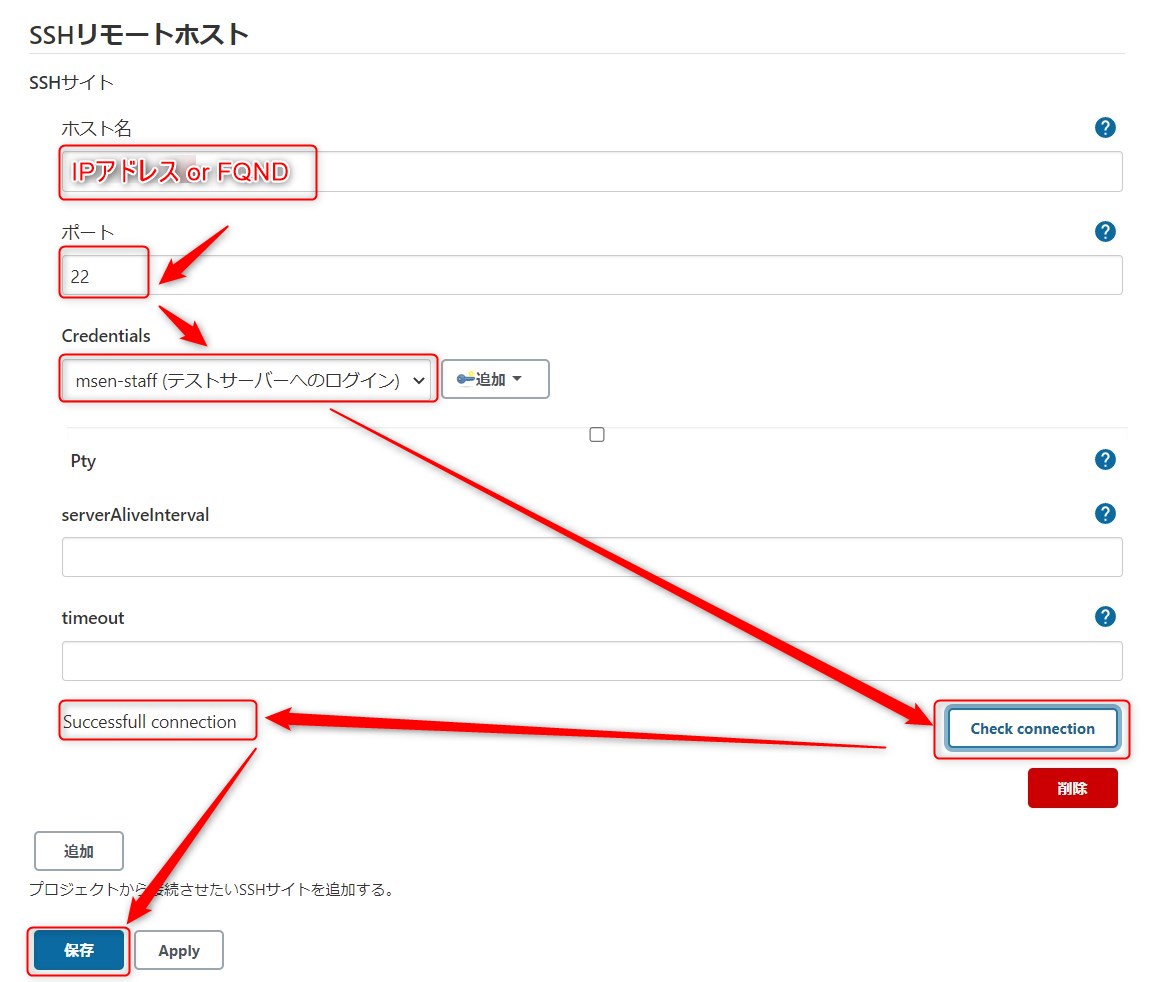 SSHリモートホスト
SSHサイト
ホスト名
IPアドレス or FQND
ポート
22
Credentials
msen-staff (テストサーバーへのログイン)
追加
Pty
serverAliveInterval
timeout
Successfull connection
Check connection
削除
追加
プロジェクトから接続させたいSSHサイトを追加する。
保存
Apply